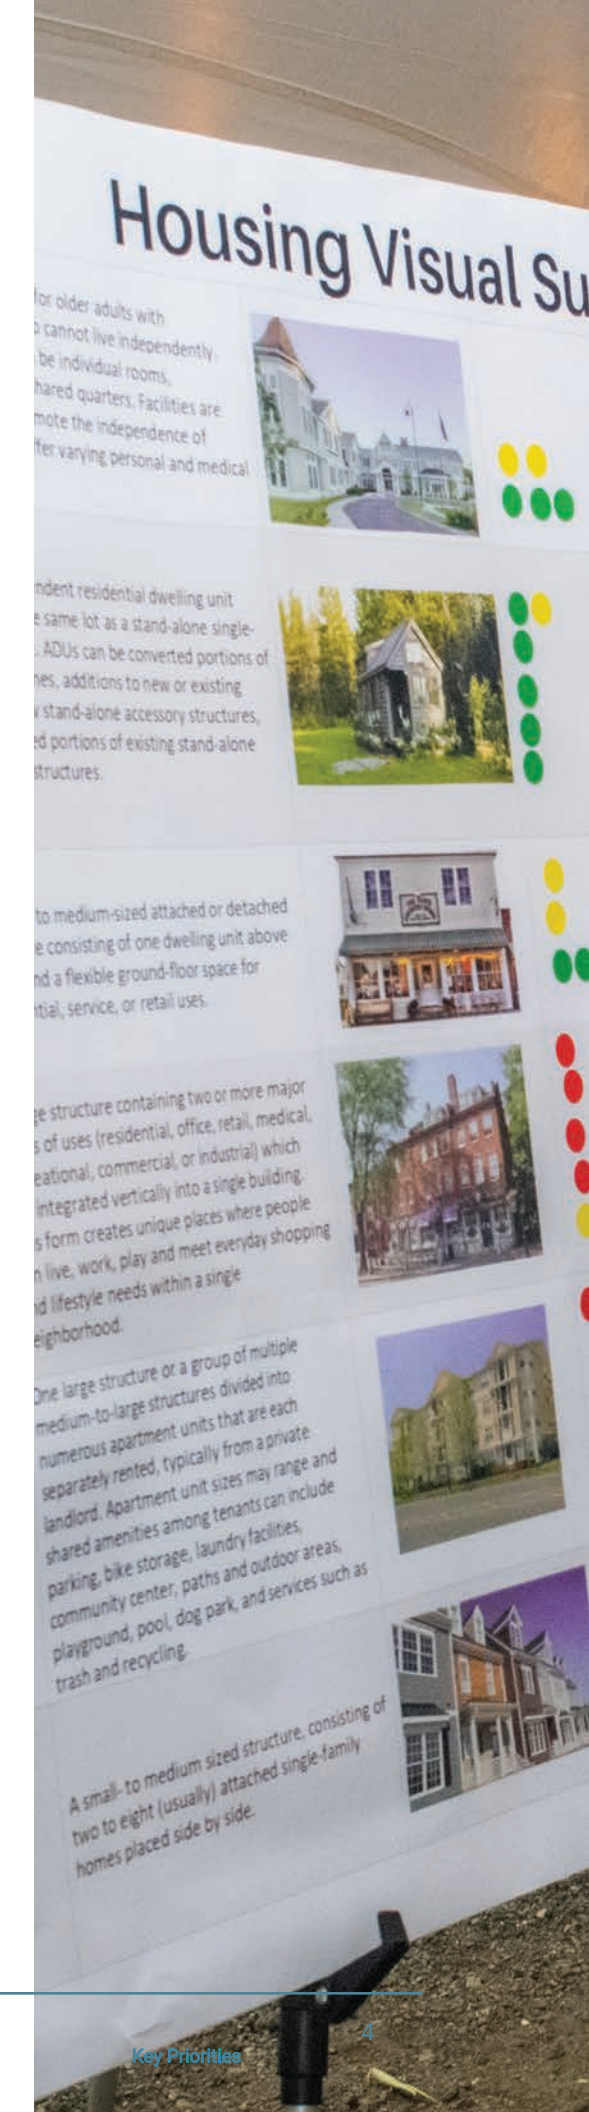 Housing Visual Su
for older adults with
cannot live independently
be individual rooms,
hared quarters. Facilities are
mote the independence of
fer varying personal and medical
ndent residential dwelling unit
same lot as a stand-alone single-
. ADUs can be converted portions of
nes, additions to new or existing
stand-alone accessory structures,
ed portions of existing stand-alone
structures.
to medium-sized attached or detached
e consisting of one dwelling unit above
nd a flexible ground-floor space for
ntial, service, or retail uses.
ge structure containing two or more major
s of uses (residential, office, retail, medical,
eational, commercial, or industrial) which
integrated vertically into a single building.
s form creates unique places where people
n live, work, play and meet everyday shopping
nd lifestyle needs within a single
eighborhood.
One large structure or a group of multiple
medium-to-large structures divided into
numerous apartment units that are each
separately rented, typically from a private
landlord. Apartment unit sizes may range and
shared amenities among tenants can include
parking, bike storage, laundry facilities,
community center, paths and outdoor areas,
playground, pool, dog park, and services such as
trash and recycling.
A small- to medium sized structure, consisting of
two to eight (usually) attached single-family
homes placed side by side.
4
Key Priorities